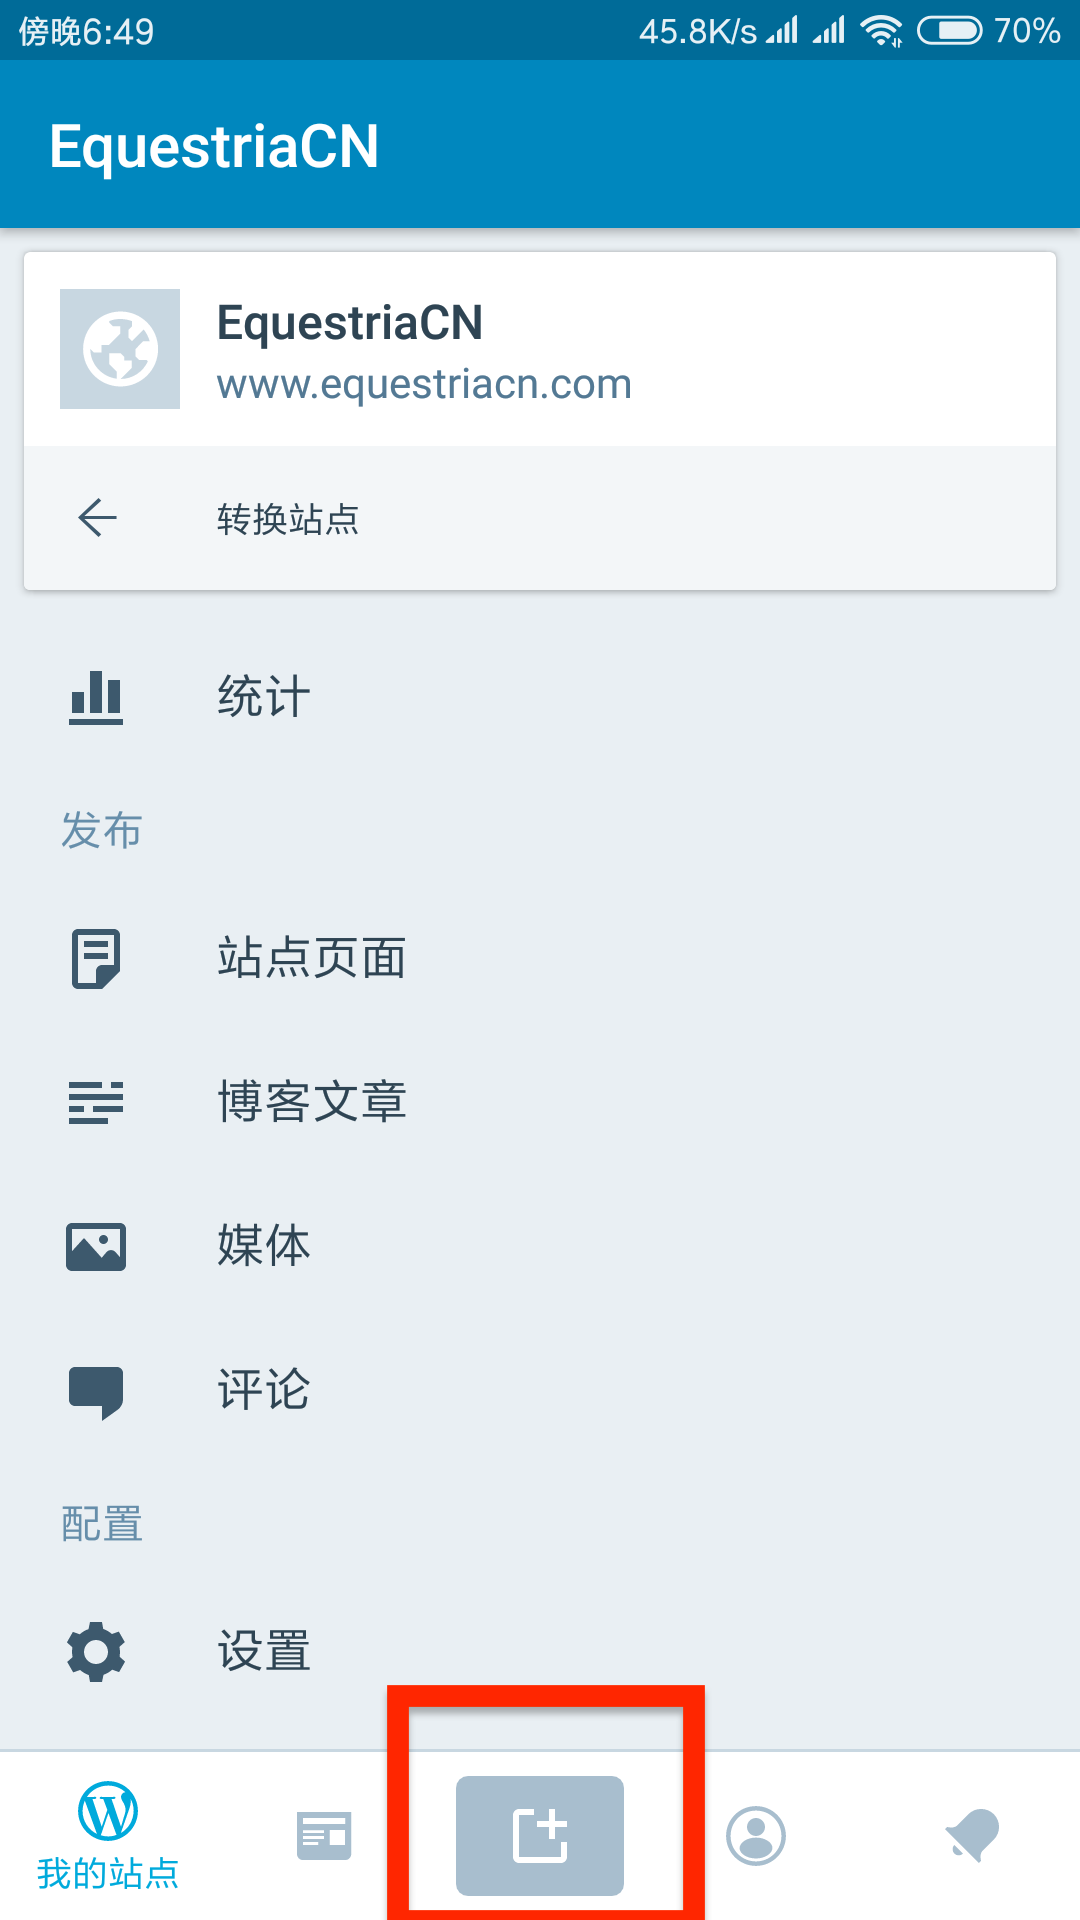 傍晚6:49
45.8K/s
70%
EquestriaCN
EquestriaCN
www.equestriacn.com
转换站点
统计
发布
站点页面
博客文章
媒体
评论
配置
设置
我的站点